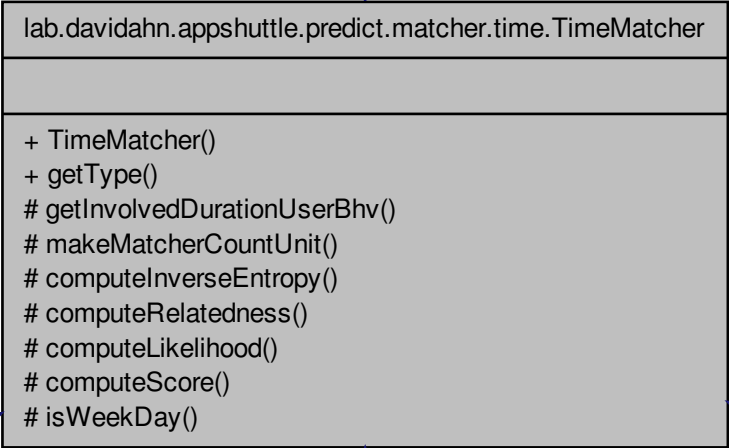 lab.davidahn.appshuttle.predict.matcher.time.TimeMatcher
+ TimeMatcher()
+ getType()
# getInvolvedDurationUserBhv()
# makeMatcherCountUnit()
# computeInverseEntropy()
# computeRelatedness()
# computeLikelihood()
# computeScore()
# isWeekDay()